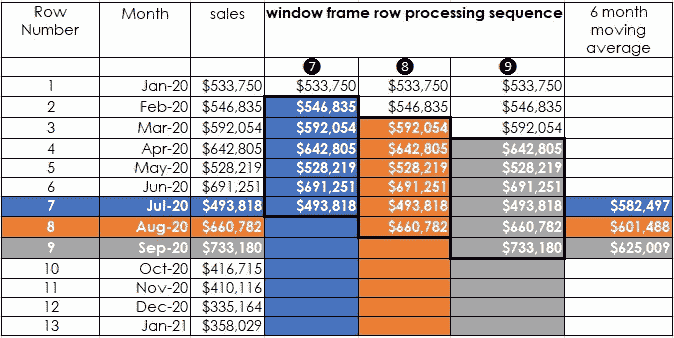 Row Number Month sales window frame row processing sequence 6 month moving average
7 8 9
1 Jan-20 $533,750 $533,750 $533,750 $533,750
2 Feb-20 $546,835 $546,835 $546,835 $546,835
3 Mar-20 $592,054 $592,054 $592,054 $592,054
4 Apr-20 $642,805 $642,805 $642,805 $642,805
5 May-20 $528,219 $528,219 $528,219 $528,219
6 Jun-20 $691,251 $691,251 $691,251 $691,251
7 Jul-20 $493,818 $493,818 $493,818 $493,818 $582,497
8 Aug-20 $660,782 $660,782 $660,782 $601,488
9 Sep-20 $733,180 $733,180 $625,009
10 Oct-20 $416,715
11 Nov-20 $410,116
12 Dec-20 $335,164
13 Jan-21 $358,029